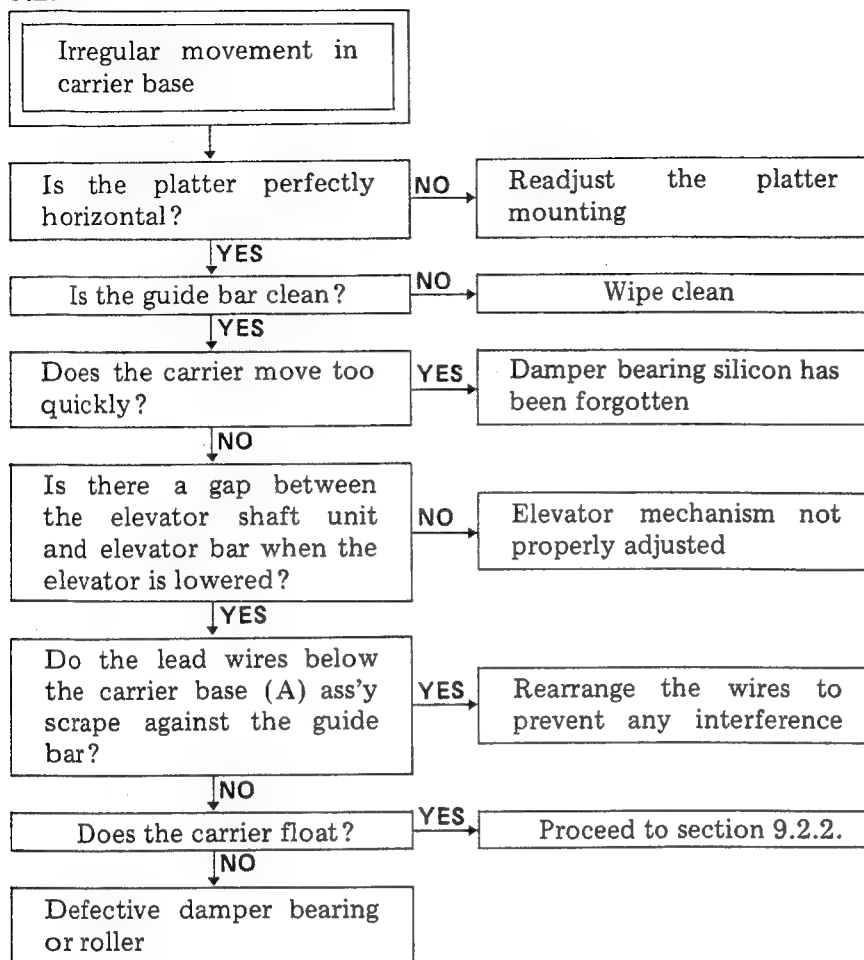 Irregular movement in
carrier base
Is the platter perfectly
horizontal?
NO
Readjust the platter
mounting
YES
Is the guide bar clean?
NO
Wipe clean
YES
Does the carrier move too
quickly?
YES
Damper bearing silicon has
been forgotten
NO
Is there a gap between
the elevator shaft unit
and elevator bar when the
elevator is lowered?
NO
Elevator mechanism not
properly adjusted
YES
Do the lead wires below
the carrier base (A) ass'y
scrape against the guide
bar?
YES
Rearrange the wires to
prevent any interference
NO
Does the carrier float?
YES
Proceed to section 9.2.2.
NO
Defective damper bearing
or roller